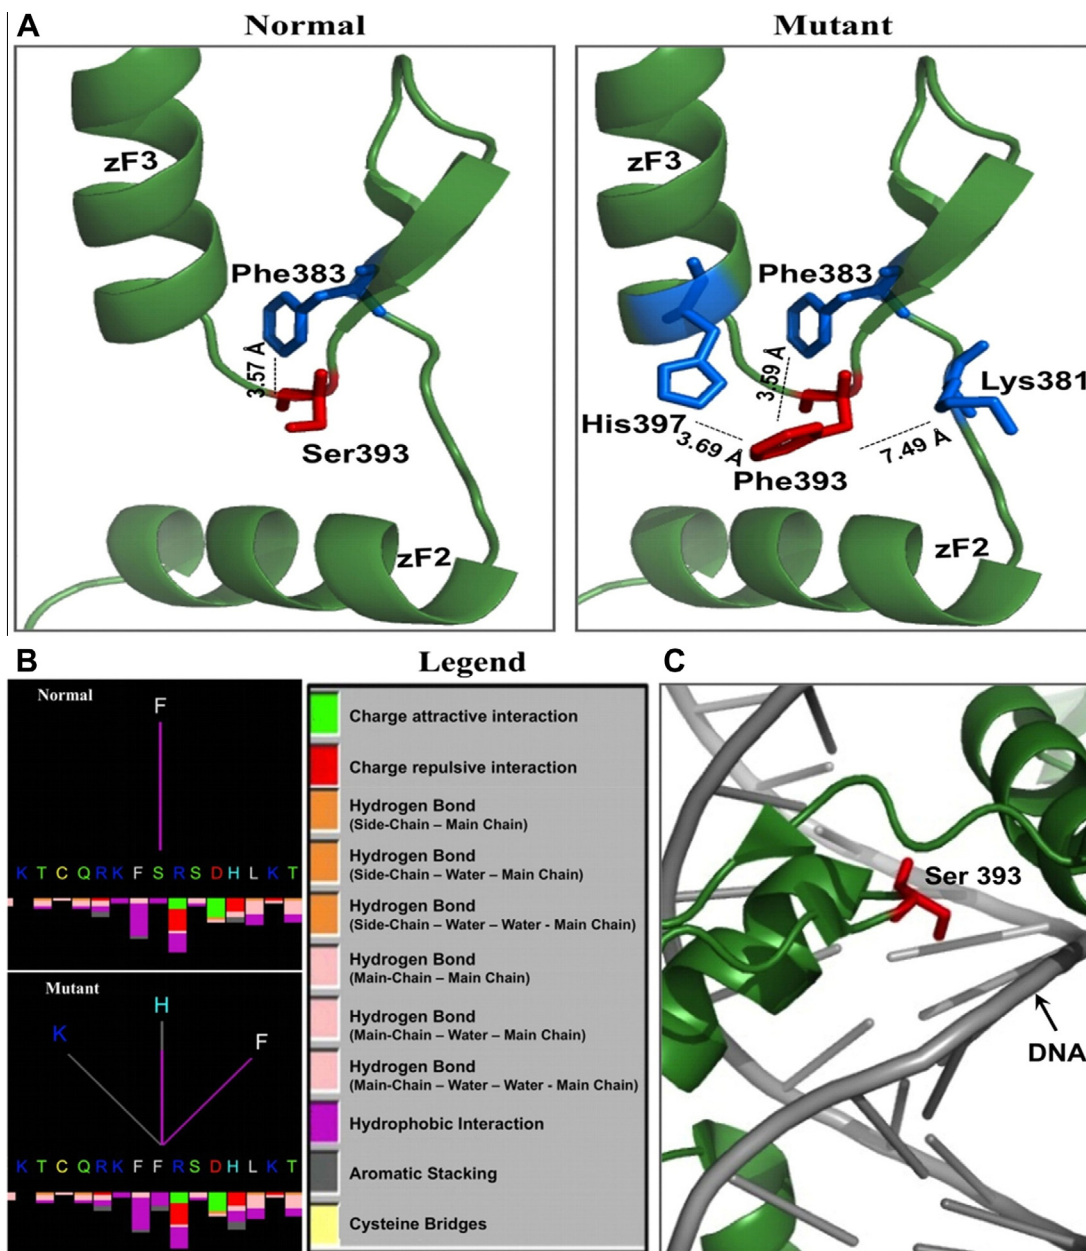 A
Normal
Mutant
zF3
Phe383
3.57 Å
Ser393
zF2
zF3
Phe383
3.59 Å
Lys381
His397
3.69 Å
7.49 Å
Phe393
zF2
B
Normal
F
K T C Q R K F S R S D H L K T
Mutant
H
K
F
K T C Q R K F F R S D H L K T
Legend
Charge attractive interaction
Charge repulsive interaction
Hydrogen Bond
(Side-Chain – Main Chain)
Hydrogen Bond
(Side-Chain – Water – Main Chain)
Hydrogen Bond
(Side-Chain – Water – Water - Main Chain)
Hydrogen Bond
(Main-Chain – Main Chain)
Hydrogen Bond
(Main-Chain – Water – Main Chain)
Hydrogen Bond
(Main-Chain – Water – Water - Main Chain)
Hydrophobic Interaction
Aromatic Stacking
Cysteine Bridges
C
Ser 393
DNA